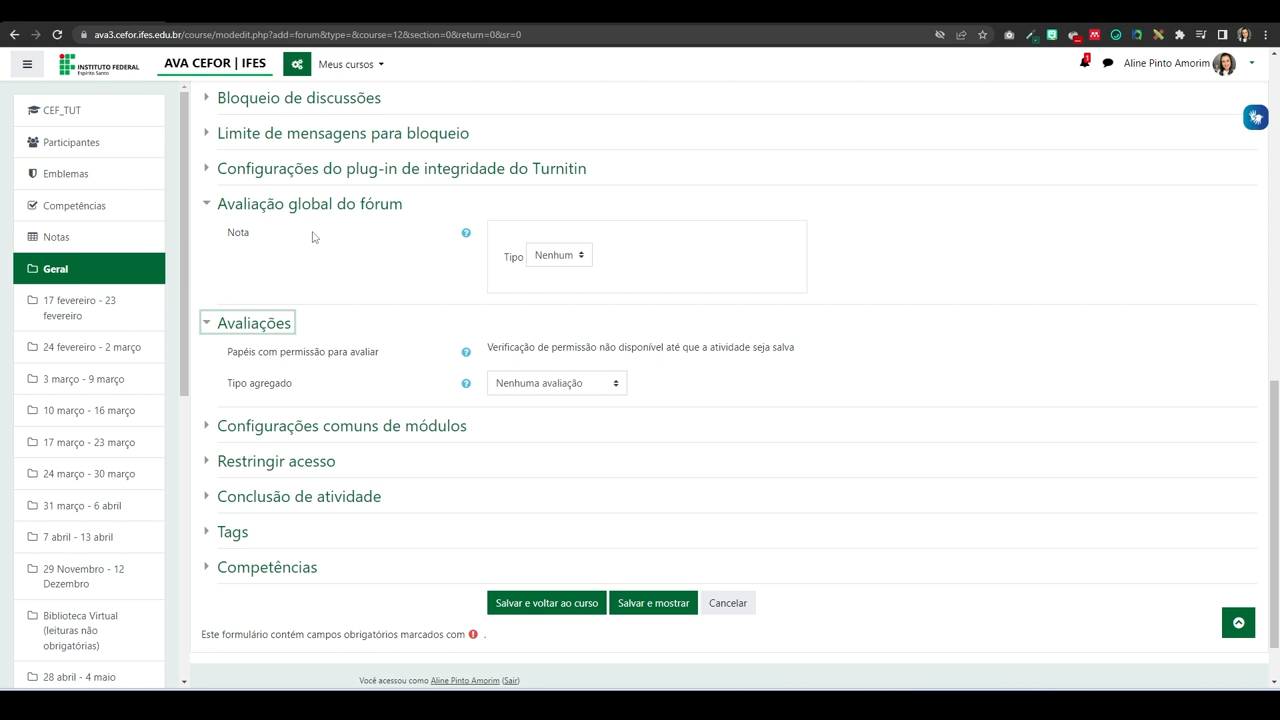 ava3.cefor.ifes.edu.br/course/modedit.php?add=forum&type=&course=12&section=0&return=0&sr=0
INSTITUTO FEDERAL
Espírito Santo
AVA CEFOR | IFES
Meus cursos
1
Aline Pinto Amorim
CEF_TUT
Participantes
Emblemas
Competências
Notas
Geral
17 fevereiro - 23
fevereiro
24 fevereiro - 2 março
3 março - 9 março
10 março - 16 março
17 março - 23 março
24 março - 30 março
31 março - 6 abril
7 abril - 13 abril
29 Novembro - 12
Dezembro
Biblioteca Virtual
(leituras não
obrigatórias)
28 abril - 4 maio
Bloqueio de discussões
Limite de mensagens para bloqueio
Configurações do plug-in de integridade do Turnitin
Avaliação global do fórum
Nota
Tipo Nenhum
Avaliações
Papéis com permissão para avaliar
Verificação de permissão não disponível até que a atividade seja salva
Tipo agregado
Nenhuma avaliação
Configurações comuns de módulos
Restringir acesso
Conclusão de atividade
Tags
Competências
Salvar e voltar ao curso
Salvar e mostrar
Cancelar
Este formulário contém campos obrigatórios marcados com .
Você acessou como Aline Pinto Amorim (Sair)